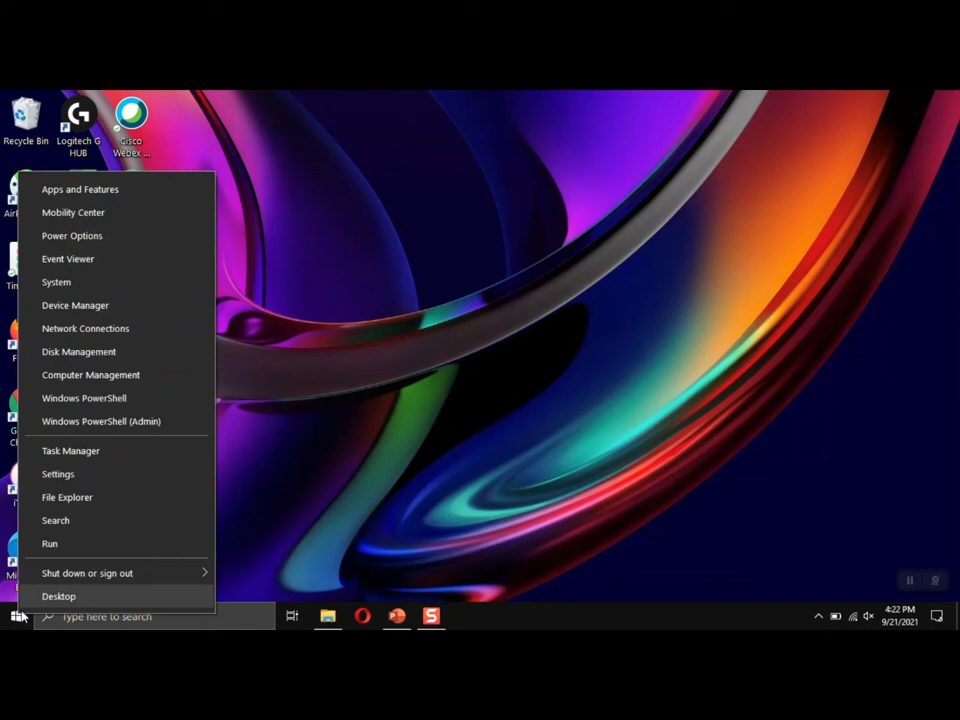 Recycle Bin
Logitech G
HUB
Cisco
Webex ...
Apps and Features
Mobility Center
Power Options
Event Viewer
System
Device Manager
Network Connections
Disk Management
Computer Management
Windows PowerShell
Windows PowerShell (Admin)
Task Manager
Settings
File Explorer
Search
Run
Shut down or sign out
Desktop
Type here to search
4:22 PM
9/21/2021